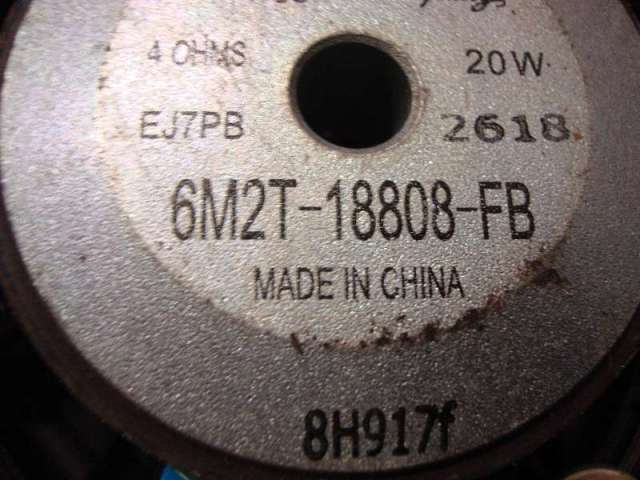 4 OHMS 20W
EJ7PB 2618
6M2T-18808-FB
MADE IN CHINA
8H917f